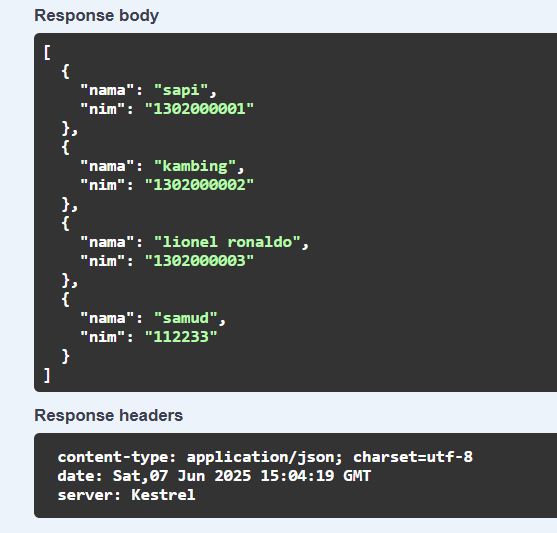 Response body
[
  {
    "nama": "sapi",
    "nim": "1302000001"
  },
  {
    "nama": "kambing",
    "nim": "1302000002"
  },
  {
    "nama": "lionel ronaldo",
    "nim": "1302000003"
  },
  {
    "nama": "samud",
    "nim": "112233"
  }
]
Response headers
content-type: application/json; charset=utf-8
date: Sat,07 Jun 2025 15:04:19 GMT
server: Kestrel